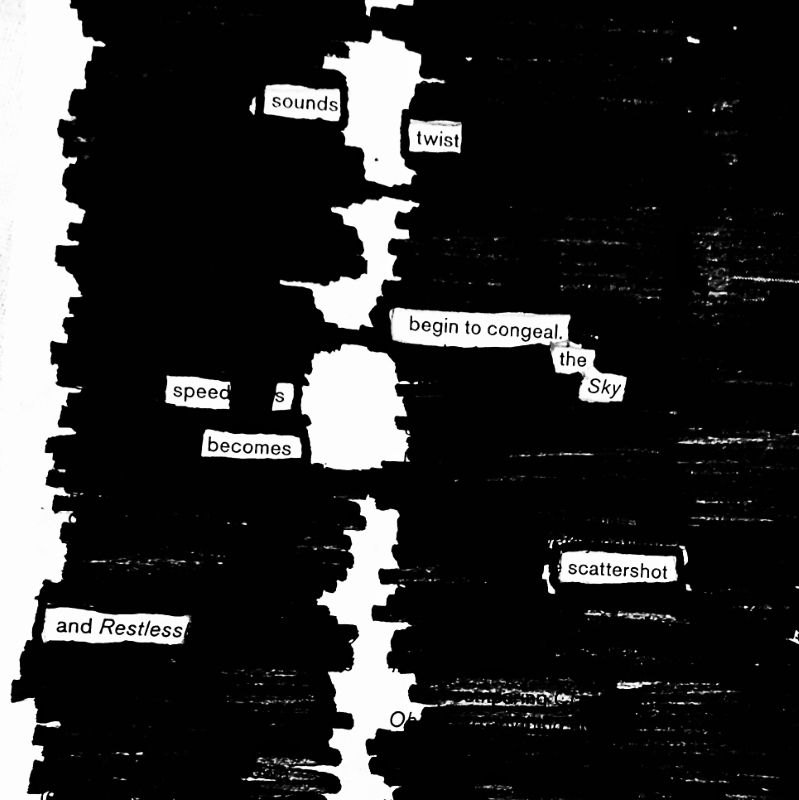 sounds
twist
begin to congeal.
the
Sky
speed s
becomes
scattershot
and Restless